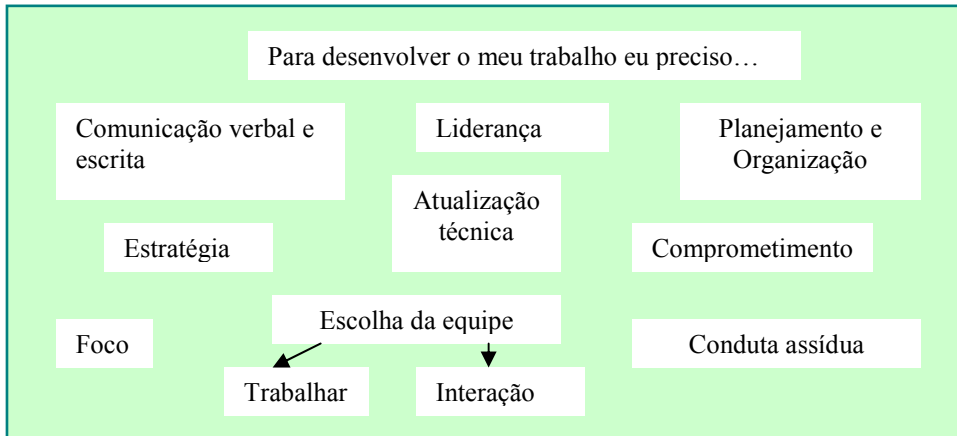 Para desenvolver o meu trabalho eu preciso…
Comunicação verbal e
escrita
Liderança
Planejamento e
Organização
Atualização
técnica
Estratégia
Comprometimento
Escolha da equipe
Foco
Conduta assídua
Trabalhar
Interação